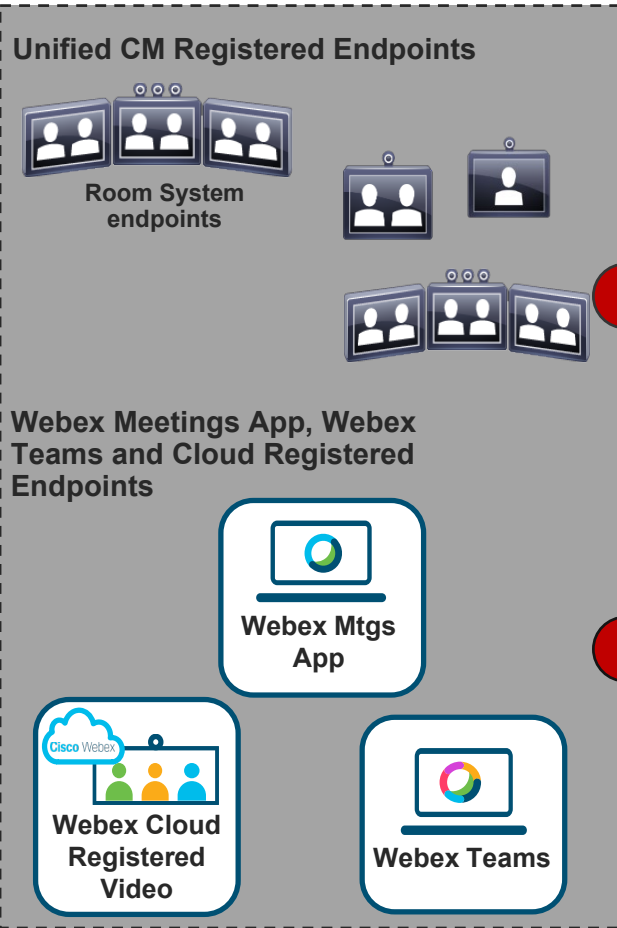 Unified CM Registered Endpoints
Room System
endpoints
Webex Meetings App, Webex
Teams and Cloud Registered
Endpoints
Webex Mtgs
App
Cisco Webex
Webex Cloud
Registered
Video
Webex Teams